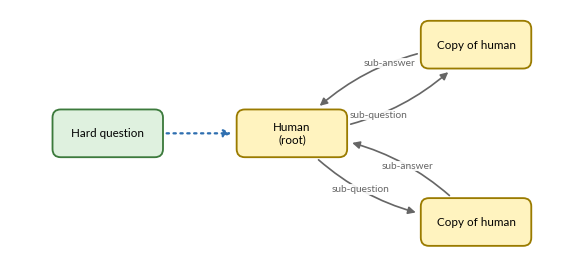 Copy of human
sub-answer
sub-question
Hard question
Human
(root)
sub-answer
sub-question
Copy of human